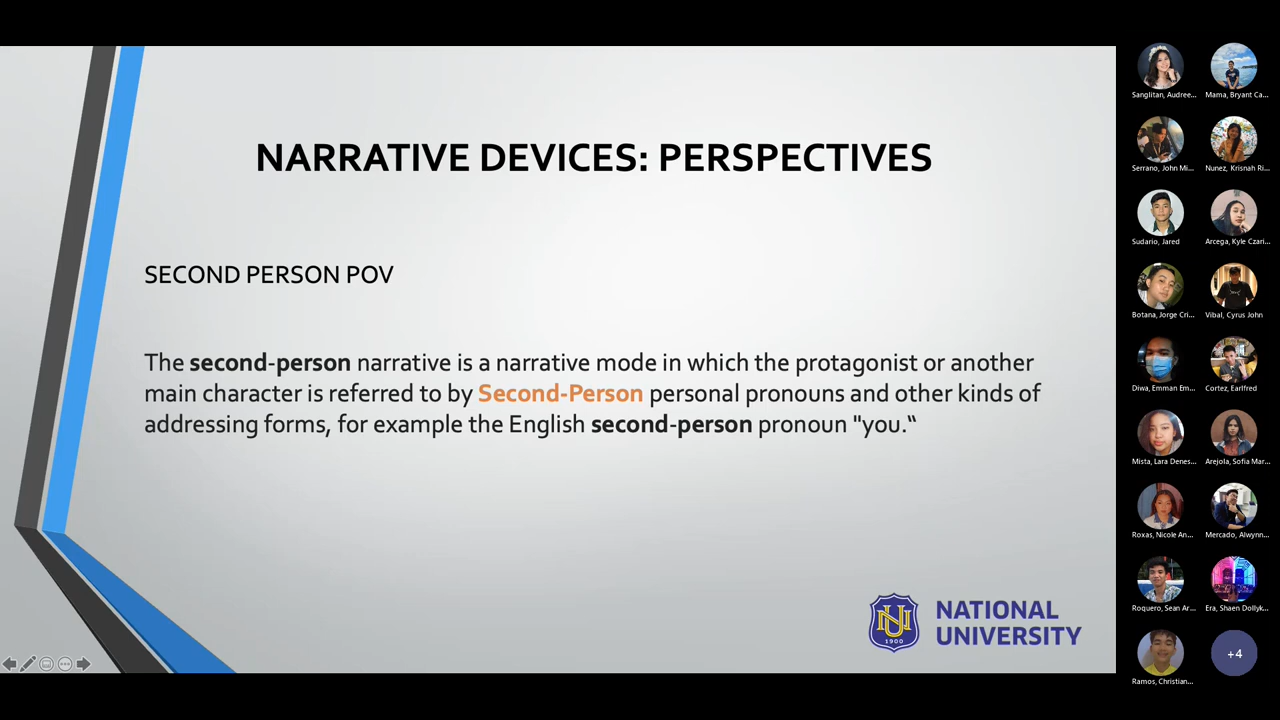 NARRATIVE DEVICES: PERSPECTIVES
SECOND PERSON POV
The second-person narrative is a narrative mode in which the protagonist or another
main character is referred to by Second-Person personal pronouns and other kinds of
addressing forms, for example the English second-person pronoun "you.“
NU
1900
NATIONAL
UNIVERSITY
Sanglitan, Audree...
Mama, Bryant Ca...
Serrano, John Mi...
Nunez, Krisnah Ri...
Sudario, Jared
Arcega, Kyle Czari...
Botana, Jorge Cri...
Vibal, Cyrus John
Diwa, Emman Em...
Cortez, Earlfred
Mista, Lara Denes...
Arejola, Sofia Mar...
Roxas, Nicole An...
Mercado, Alwynn...
Roquero, Sean Ar...
Era, Shaen Dollyk...
Ramos, Christian...
+4